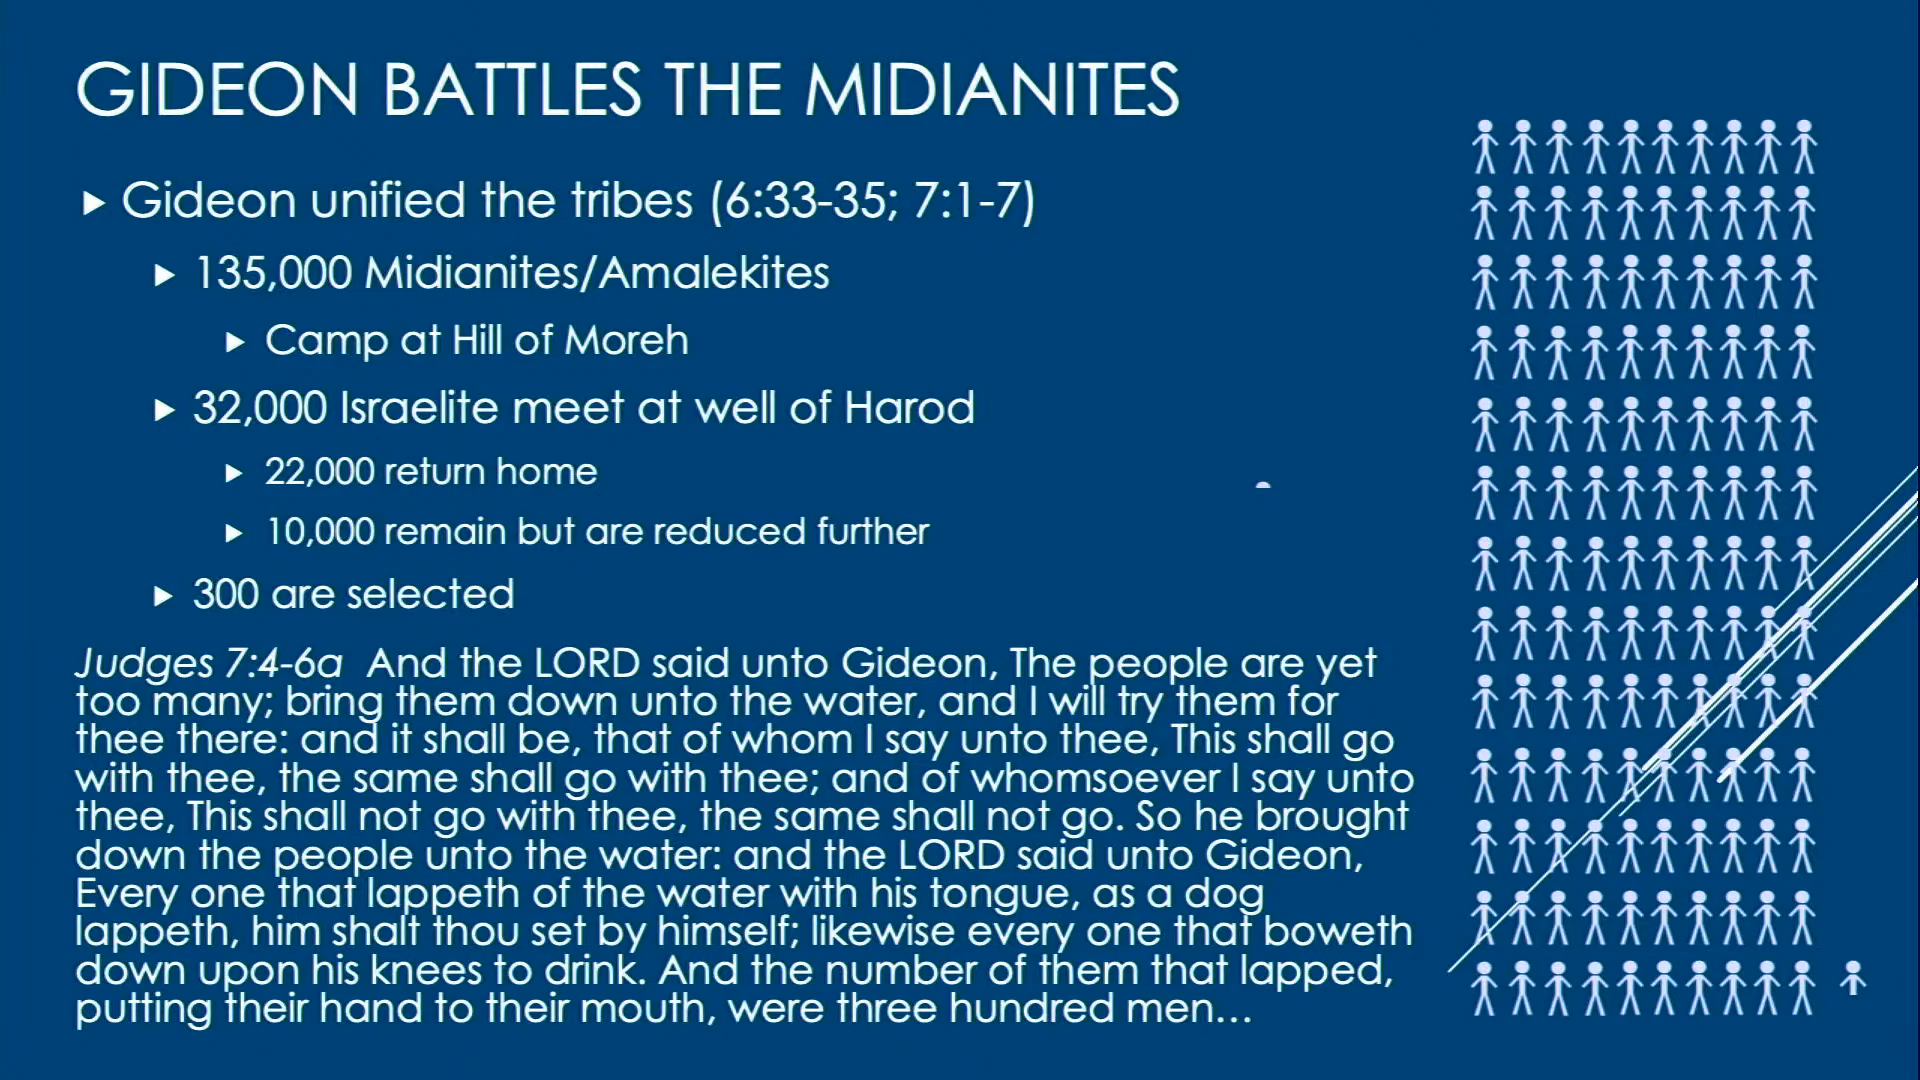 GIDEON BATTLES THE MIDIANITES
Gideon unified the tribes (6:33-35; 7:1-7)
135,000 Midianites/Amalekites
Camp at Hill of Moreh
32,000 Israelite meet at well of Harod
22,000 return home
10,000 remain but are reduced further
300 are selected
Judges 7:4-6a And the LORD said unto Gideon, The people are yet
too many; bring them down unto the water, and I will try them for
thee there: and it shall be, that of whom I say unto thee, This shall go
with thee, the same shall go with thee; and of whomsoever I say unto
thee, This shall not go with thee, the same shall not go. So he brought
down the people unto the water: and the LORD said unto Gideon,
Every one that lappeth of the water with his tongue, as a dog
lappeth, him shalt thou set by himself; likewise every one that boweth
down upon his knees to drink. And the number of them that lapped,
putting their hand to their mouth, were three hundred men…